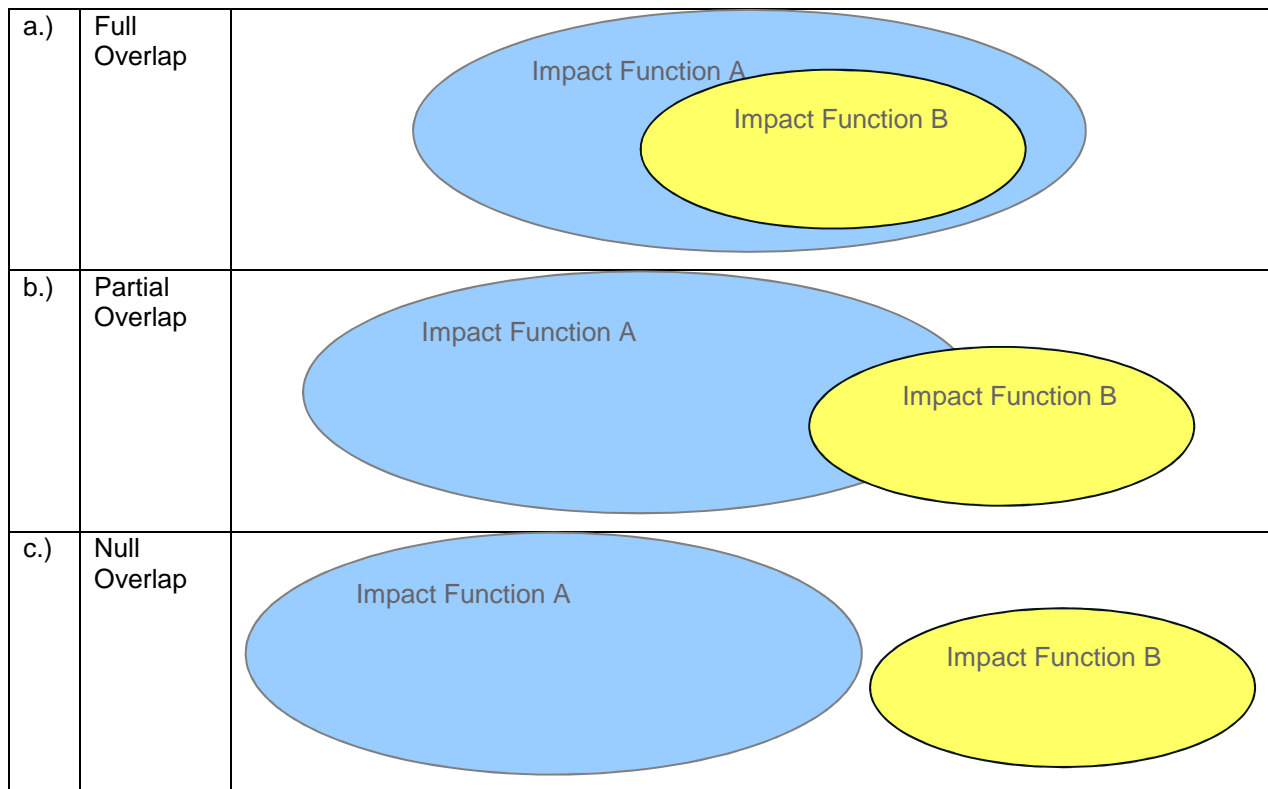 a.)
Full
Overlap
Impact Function A
Impact Function B
b.)
Partial
Overlap
Impact Function A
Impact Function B
c.)
Null
Overlap
Impact Function A
Impact Function B